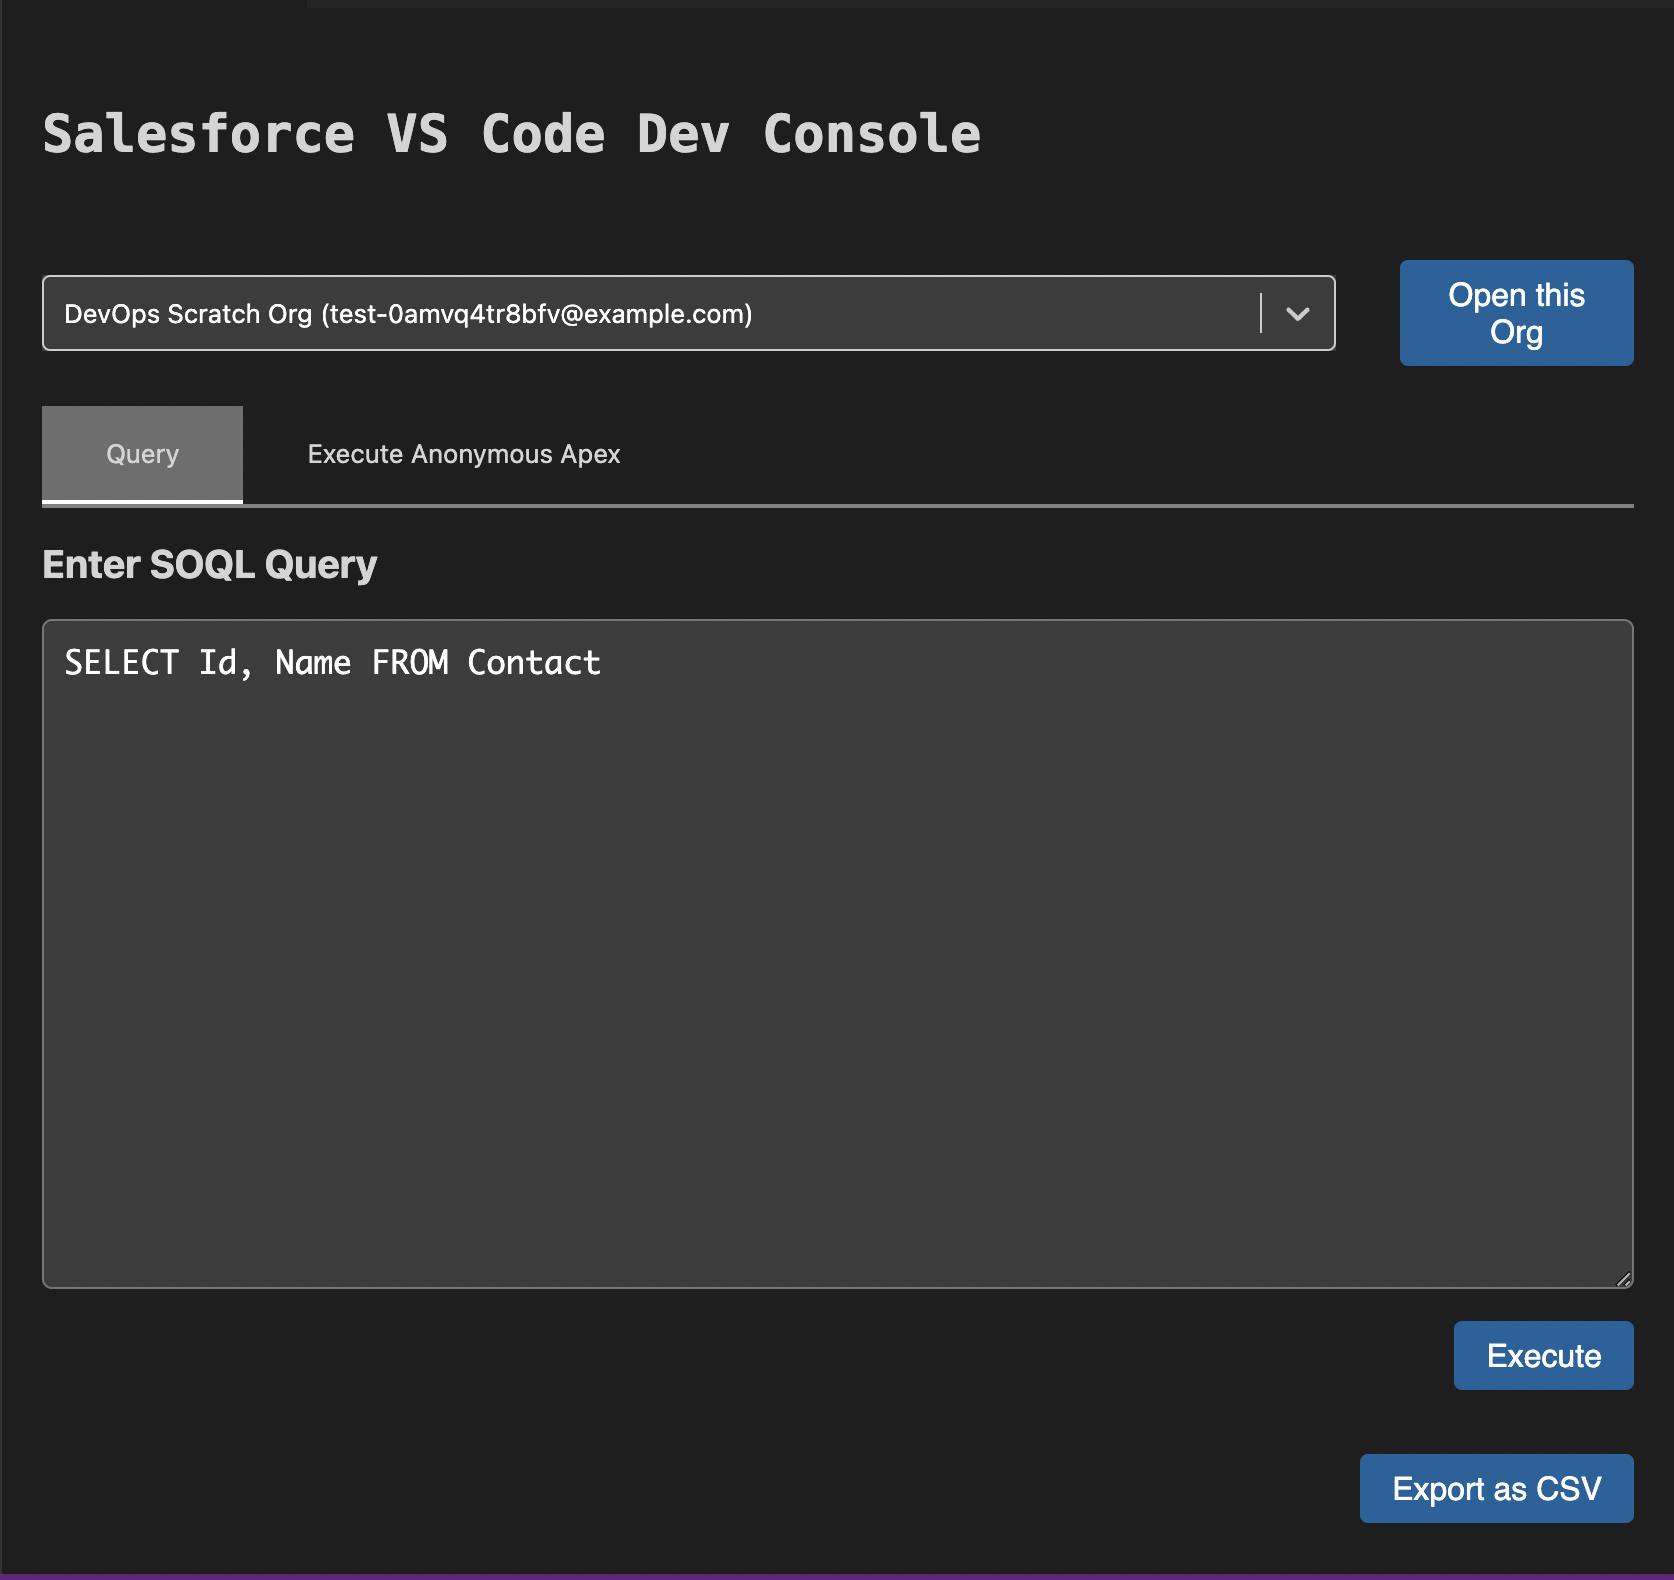 Salesforce VS Code Dev Console
DevOps Scratch Org (test-0amvq4tr8bfv@example.com)
Open this
Org
Query
Execute Anonymous Apex
Enter SOQL Query
SELECT Id, Name FROM Contact
Execute
Export as CSV